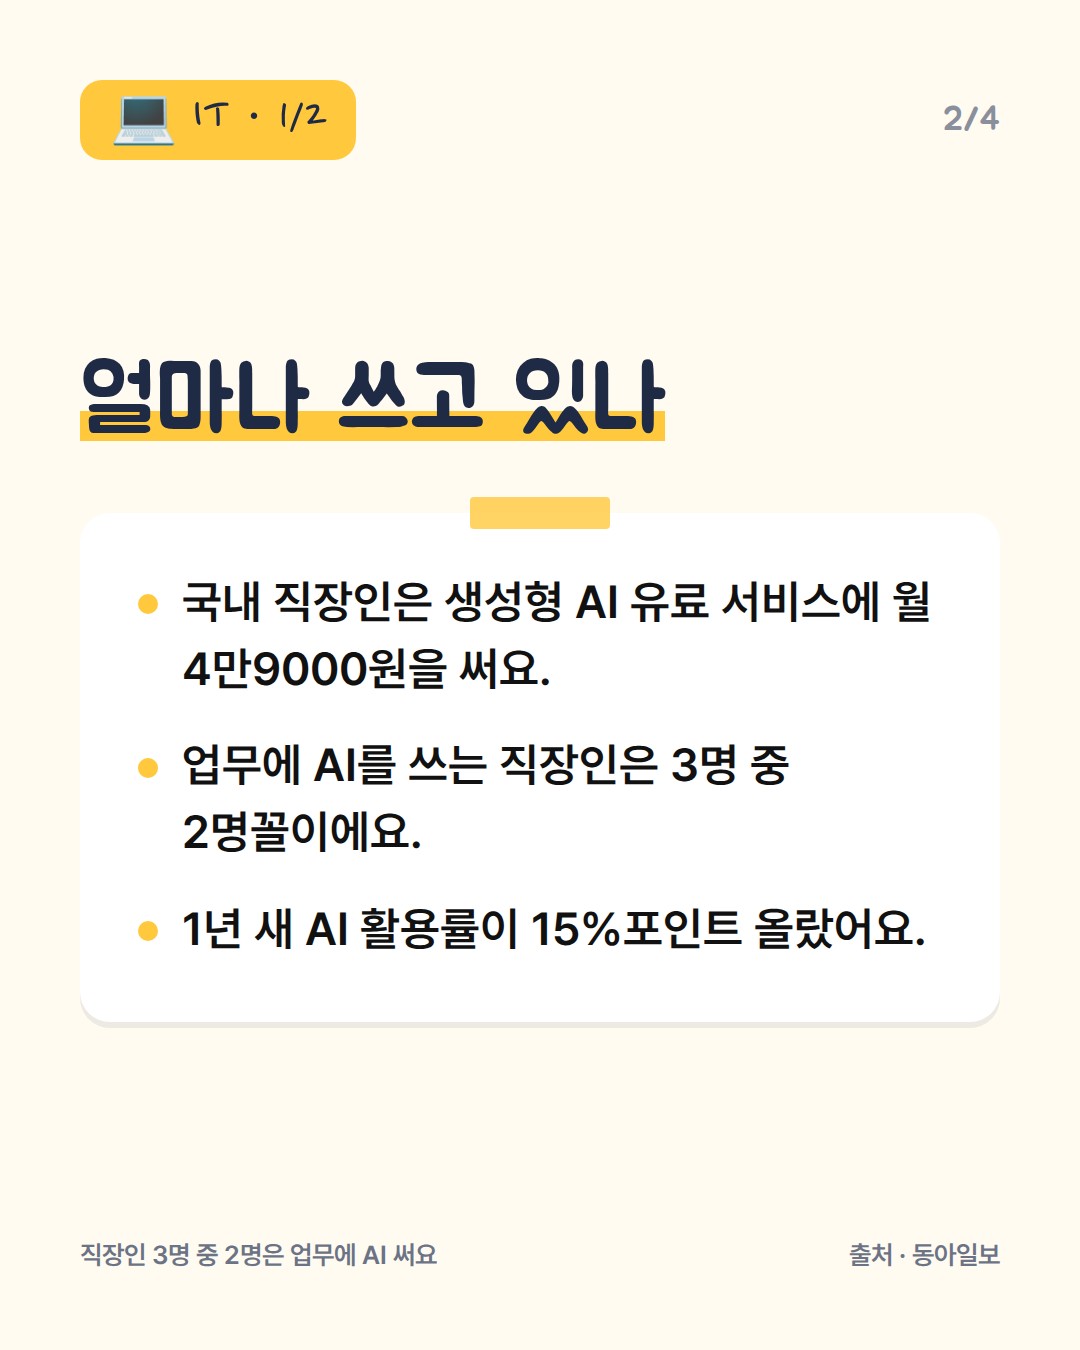 IT · 1/2
2/4
얼마나 쓰고 있나
국내 직장인은 생성형 AI 유료 서비스에 월
4만9000원을 써요.
업무에 AI를 쓰는 직장인은 3명 중
2명꼴이에요.
1년 새 AI 활용률이 15%포인트 올랐어요.
직장인 3명 중 2명은 업무에 AI 써요
출처 · 동아일보